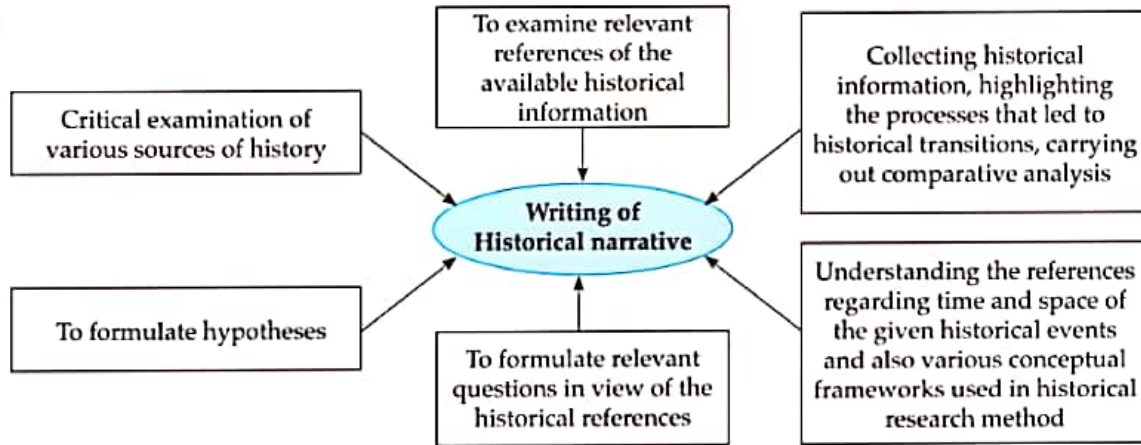 To examine relevant
references of the
available historical
information
Collecting historical
information, highlighting
the processes that led to
historical transitions, carrying
out comparative analysis
Critical examination of
various sources of history
Writing of
Historical narrative
To formulate hypotheses
To formulate relevant
questions in view of the
historical references
Understanding the references
regarding time and space of
the given historical events
and also various conceptual
frameworks used in historical
research method